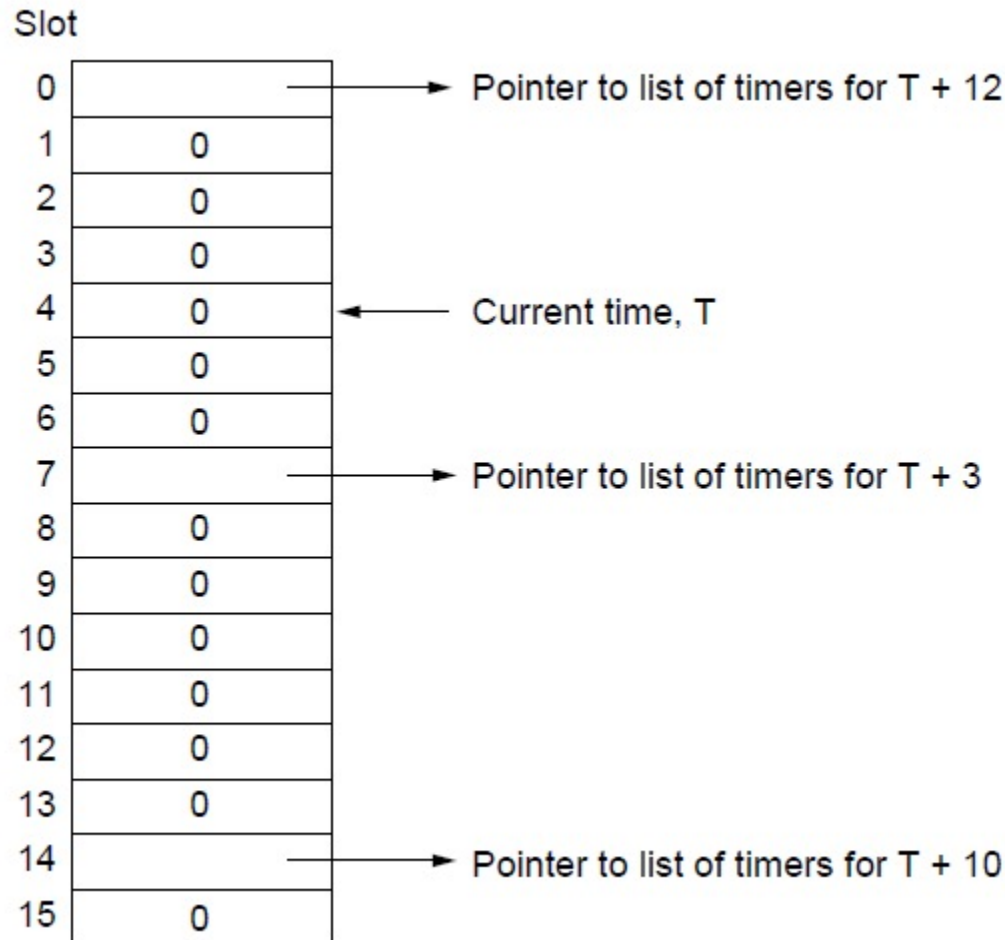 Slot
0 Pointer to list of timers for T + 12
1 0
2 0
3 0
4 0 Current time, T
5 0
6 0
7 Pointer to list of timers for T + 3
8 0
9 0
10 0
11 0
12 0
13 0
14 Pointer to list of timers for T + 10
15 0